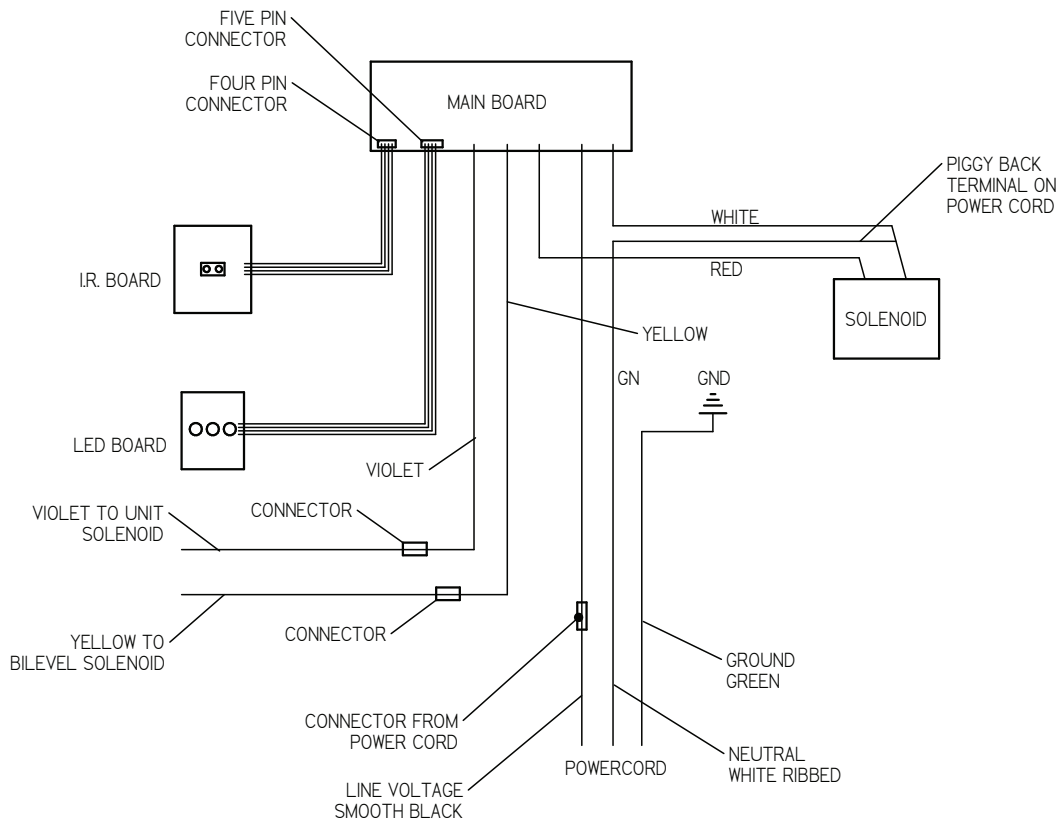 FIVE PIN
CONNECTOR
FOUR PIN
CONNECTOR
MAIN BOARD
PIGGY BACK
TERMINAL ON
POWER CORD
WHITE
RED
I.R. BOARD
SOLENOID
YELLOW
GN
GND
LED BOARD
VIOLET
VIOLET TO UNIT
SOLENOID
CONNECTOR
CONNECTOR
YELLOW TO
BILEVEL SOLENOID
GROUND
GREEN
CONNECTOR FROM
POWER CORD
POWERCORD
NEUTRAL
WHITE RIBBED
LINE VOLTAGE
SMOOTH BLACK